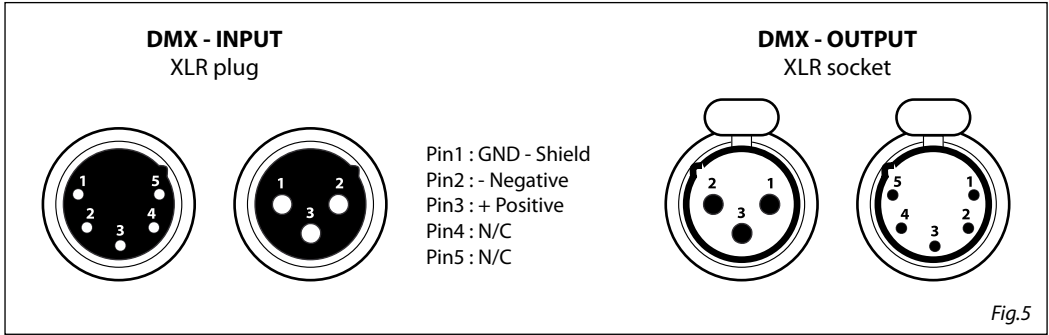 DMX - INPUT
XLR plug
1 5
2 4
3
1 2
3
Pin1 : GND - Shield
Pin2 : - Negative
Pin3 : + Positive
Pin4 : N/C
Pin5 : N/C
DMX - OUTPUT
XLR socket
2 1
3
5 1
4 2
3
Fig.5